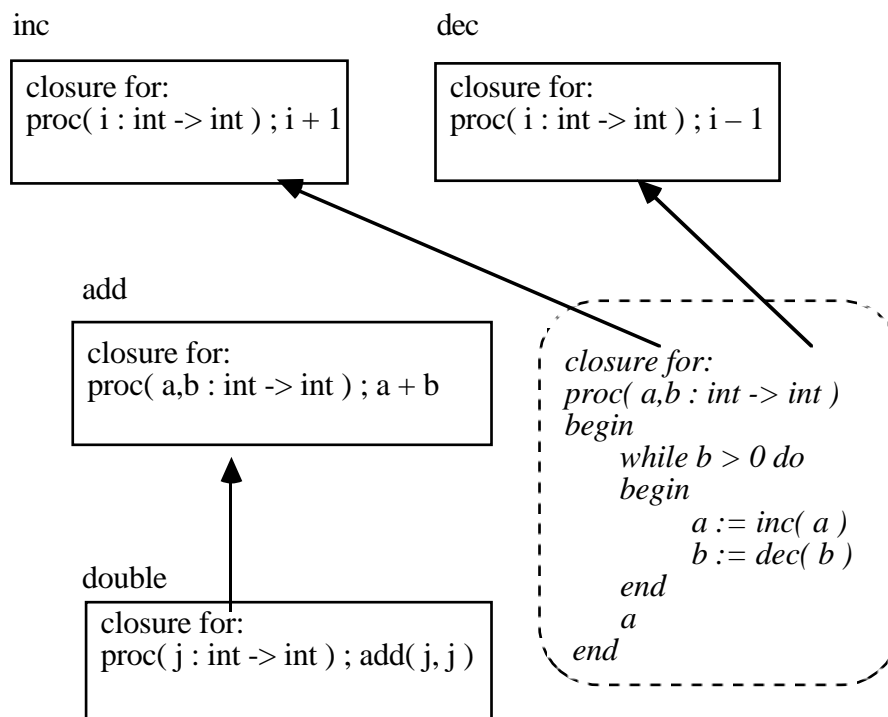 inc
closure for:
proc( i : int -> int ) ; i + 1
dec
closure for:
proc( i : int -> int ) ; i – 1
add
closure for:
proc( a,b : int -> int ) ; a + b
closure for:
proc( a,b : int -> int )
begin
while b > 0 do
begin
a := inc( a )
b := dec( b )
end
a
end
double
closure for:
proc( j : int -> int ) ; add( j, j )